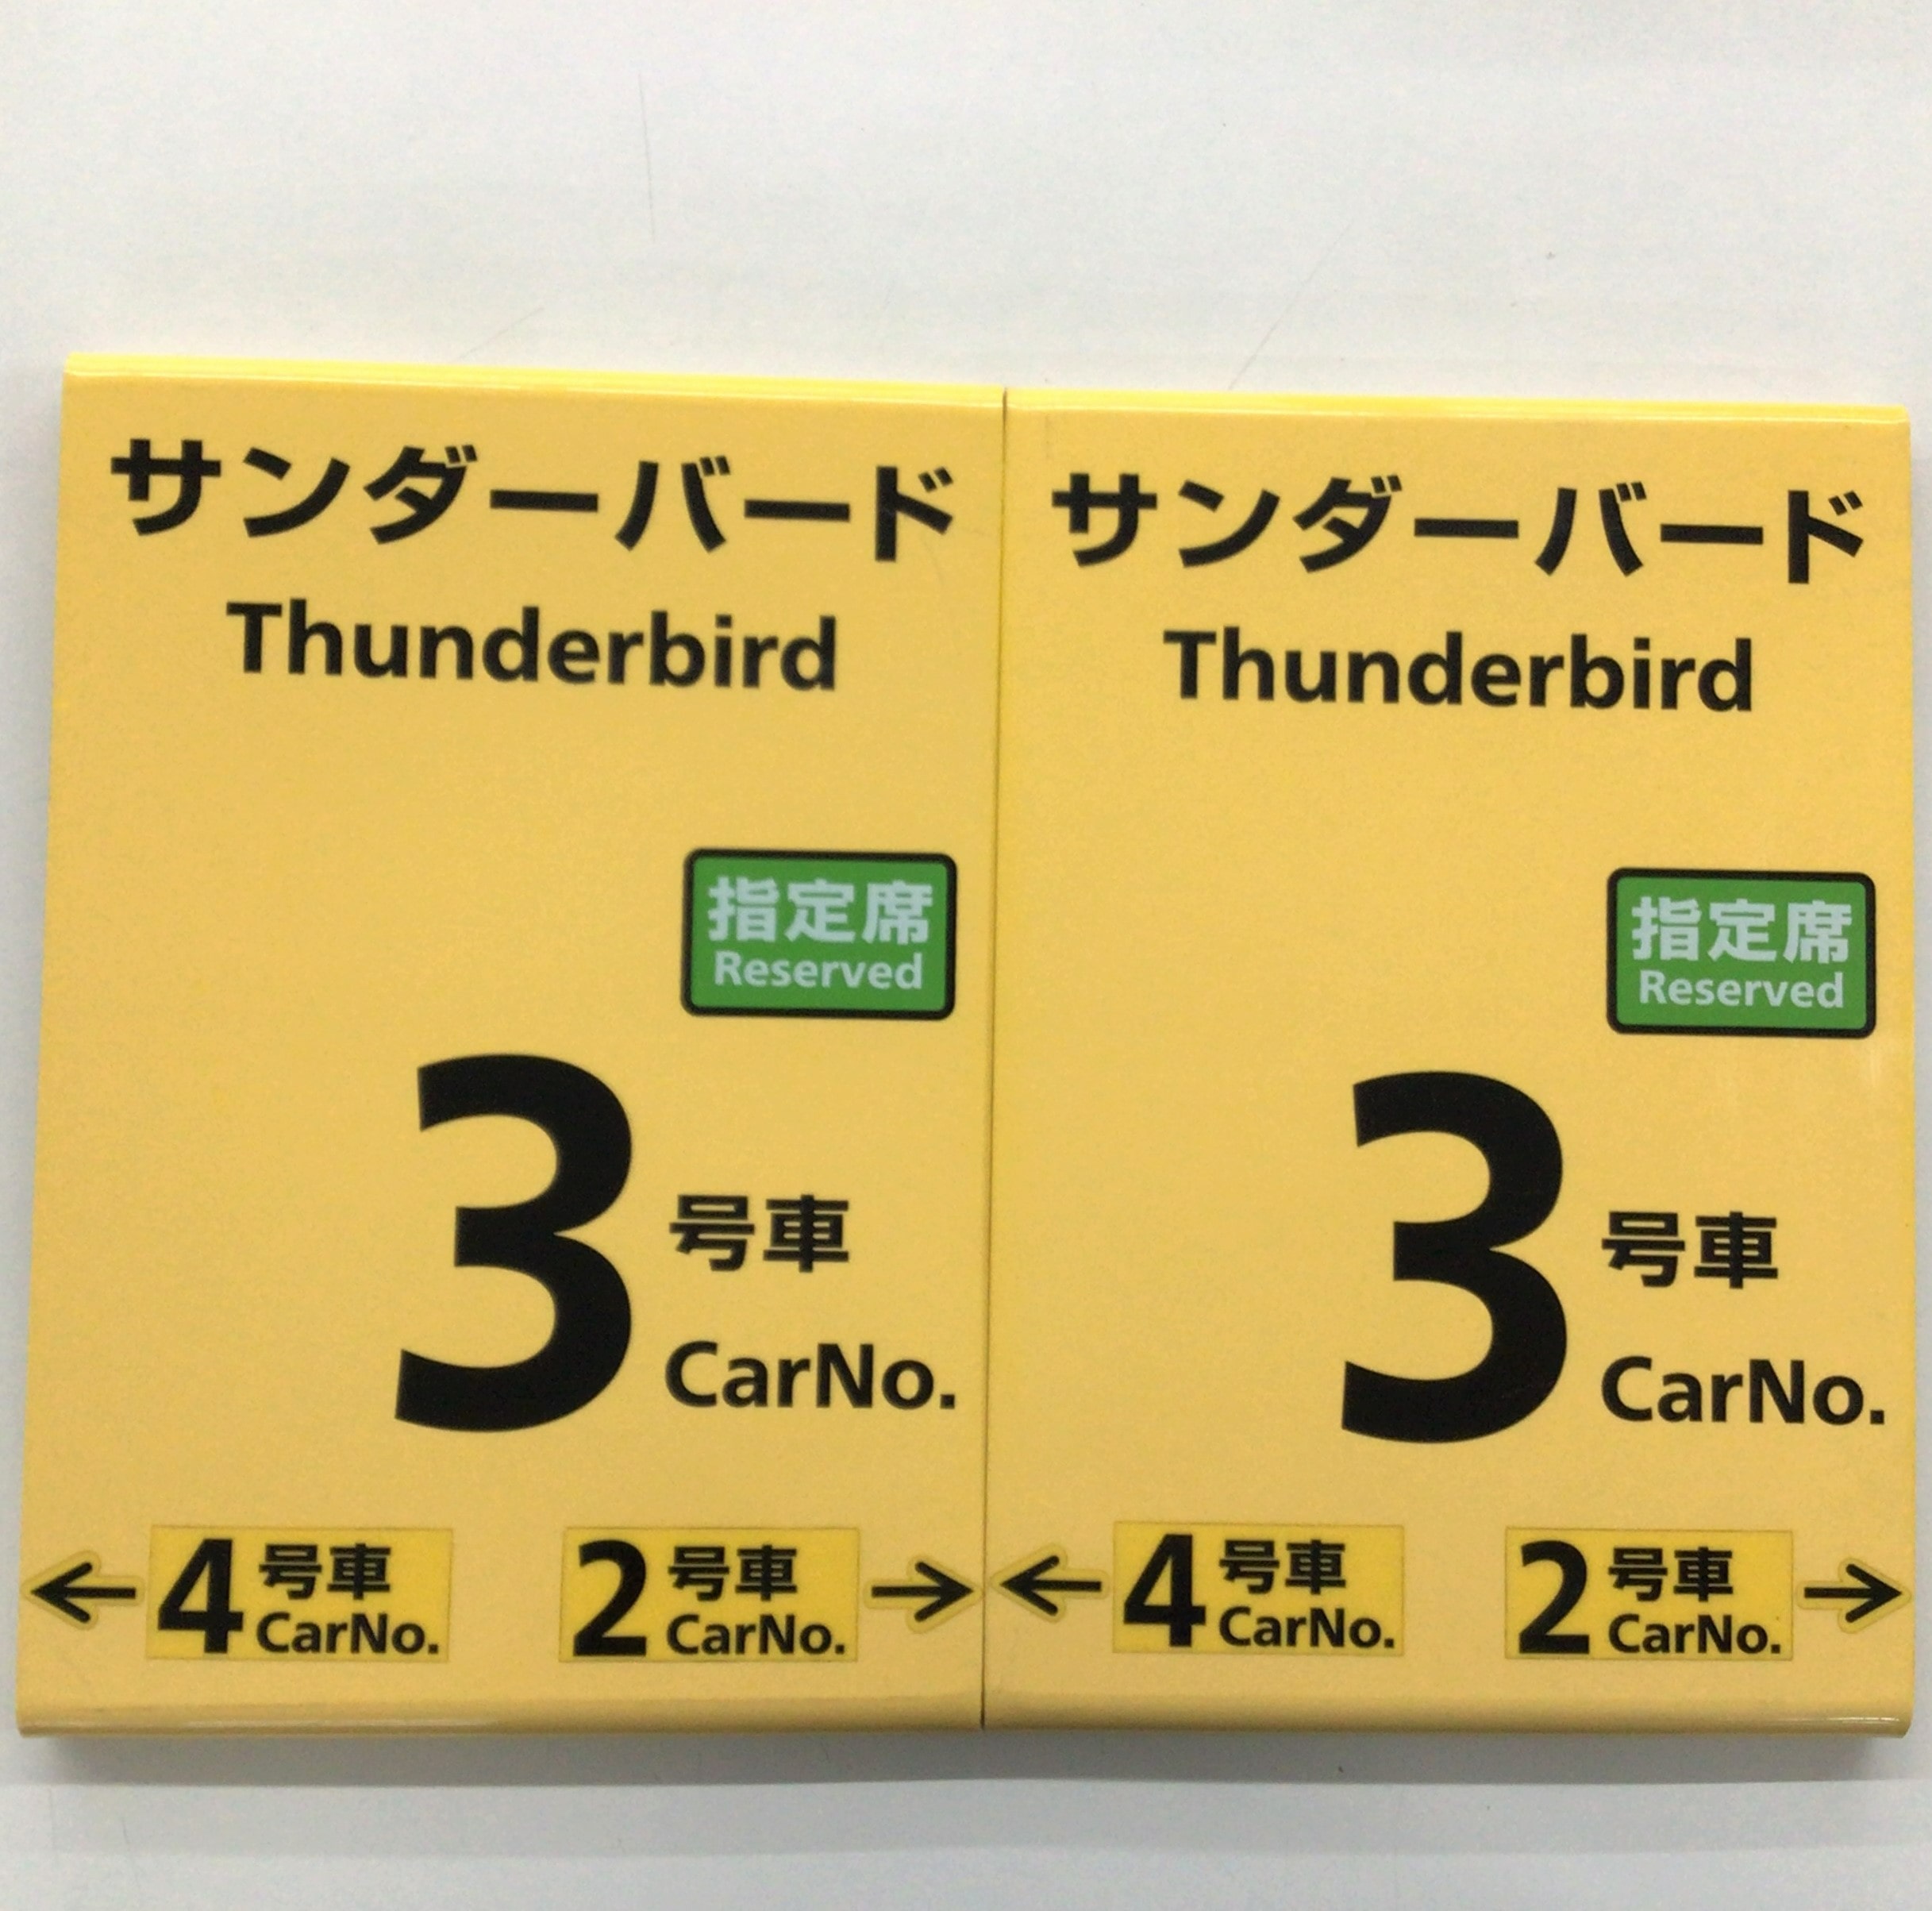 サンダーバード
Thunderbird
指定席
Reserved
3 号車
CarNo.
← 4 号車 CarNo. 2 号車 CarNo. →
サンダーバード
Thunderbird
指定席
Reserved
3 号車
CarNo.
← 4 号車 CarNo. 2 号車 CarNo. →